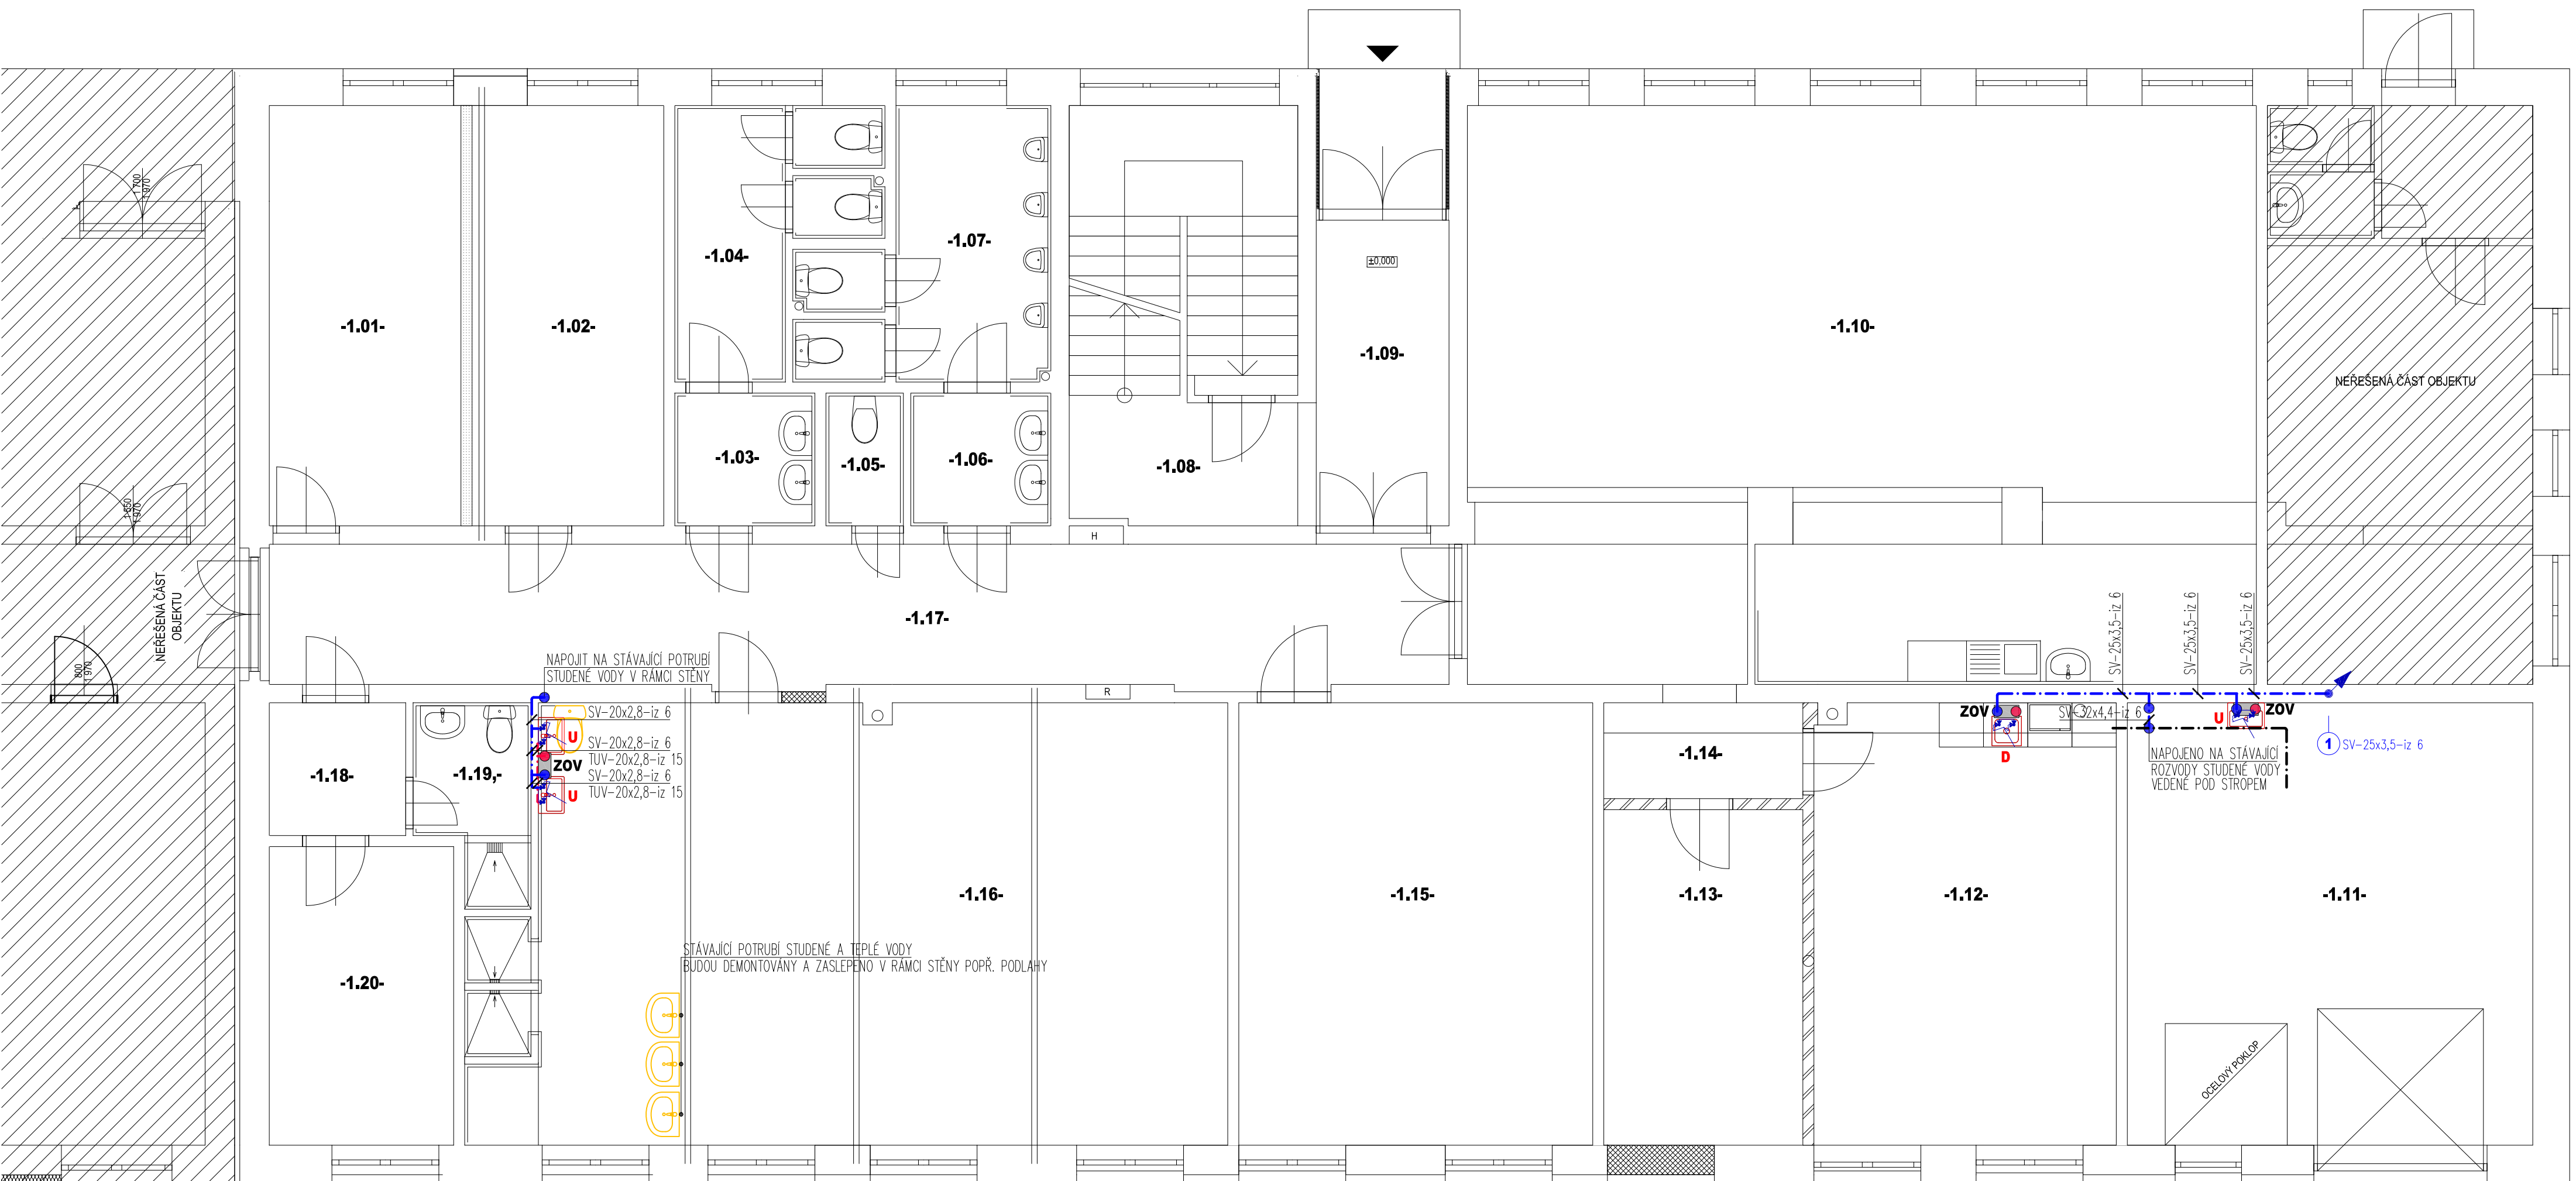 1 700
1 970
-1.01-
-1.02-
-1.04-
-1.07-
±0,000
-1.09-
-1.10-
NEŘEŠENÁ ČÁST OBJEKTU
-1.03-
-1.05-
-1.06-
-1.08-
H
1 550
1 970
NEŘEŠENÁ ČÁST
OBJEKTU
800
1 970
-1.17-
R
NAPOJIT NA STÁVAJÍCÍ POTRUBÍ
STUDENÉ VODY V RÁMCI STĚNY
SV-20x2,8-iz 6
U
SV-20x2,8-iz 6
TUV-20x2,8-iz 15
ZOV
SV-20x2,8-iz 6
TUV-20x2,8-iz 15
U
-1.18-
-1.19,-
-1.20-
-1.16-
STÁVAJÍCÍ POTRUBÍ STUDENÉ A TEPLÉ VODY
BUDOU DEMONTOVÁNY A ZASLEPENO V RÁMCI STĚNY POPŘ. PODLAHY
-1.15-
-1.14-
-1.13-
-1.12-
-1.11-
SV-25x3,5-iz 6
SV-25x3,5-iz 6
SV-25x3,5-iz 6
ZOV
D
SV-32x4,4-iz 6
U
ZOV
1
SV-25x3,5-iz 6
NAPOJENO NA STÁVAJÍCÍ
ROZVODY STUDENÉ VODY
VEDENÉ POD STROPEM
OCELOVÝ POKLOP